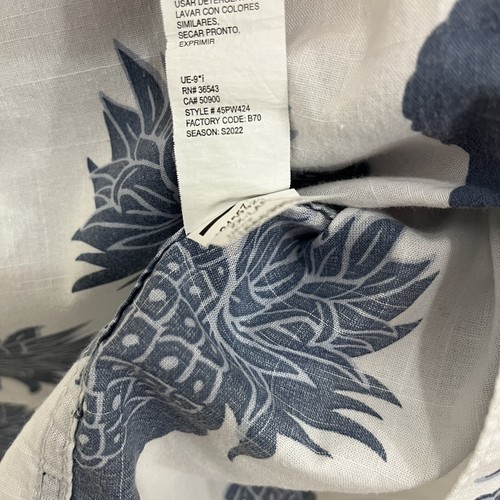 USAR DETERGENTE
LAVAR CON COLORES
SIMILARES,
SECAR PRONTO,
EXPRIMIR
UE-9*i
RN# 36543
CA# 50900
STYLE # 45PW424
FACTORY CODE: B70
SEASON: S2022